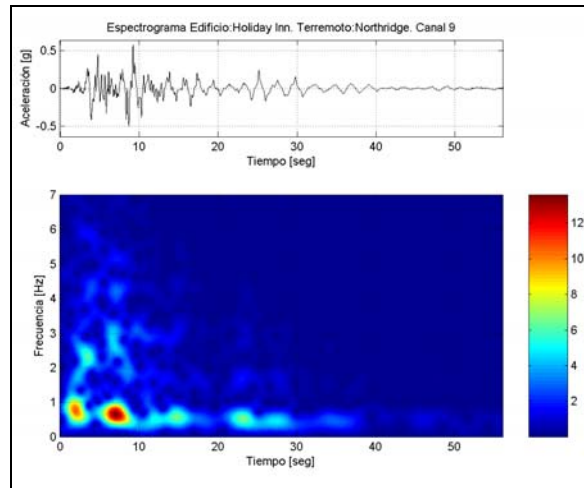 Espectrograma Edificio:Holiday Inn. Terremoto:Northridge. Canal 9
Aceleración [g]
0.5
0
-0.5
0 10 20 30 40 50
Tiempo [seg]
Frecuencia [Hz]
7
6
5
4
3
2
1
0
0 10 20 30 40 50
Tiempo [seg]
12
10
8
6
4
2